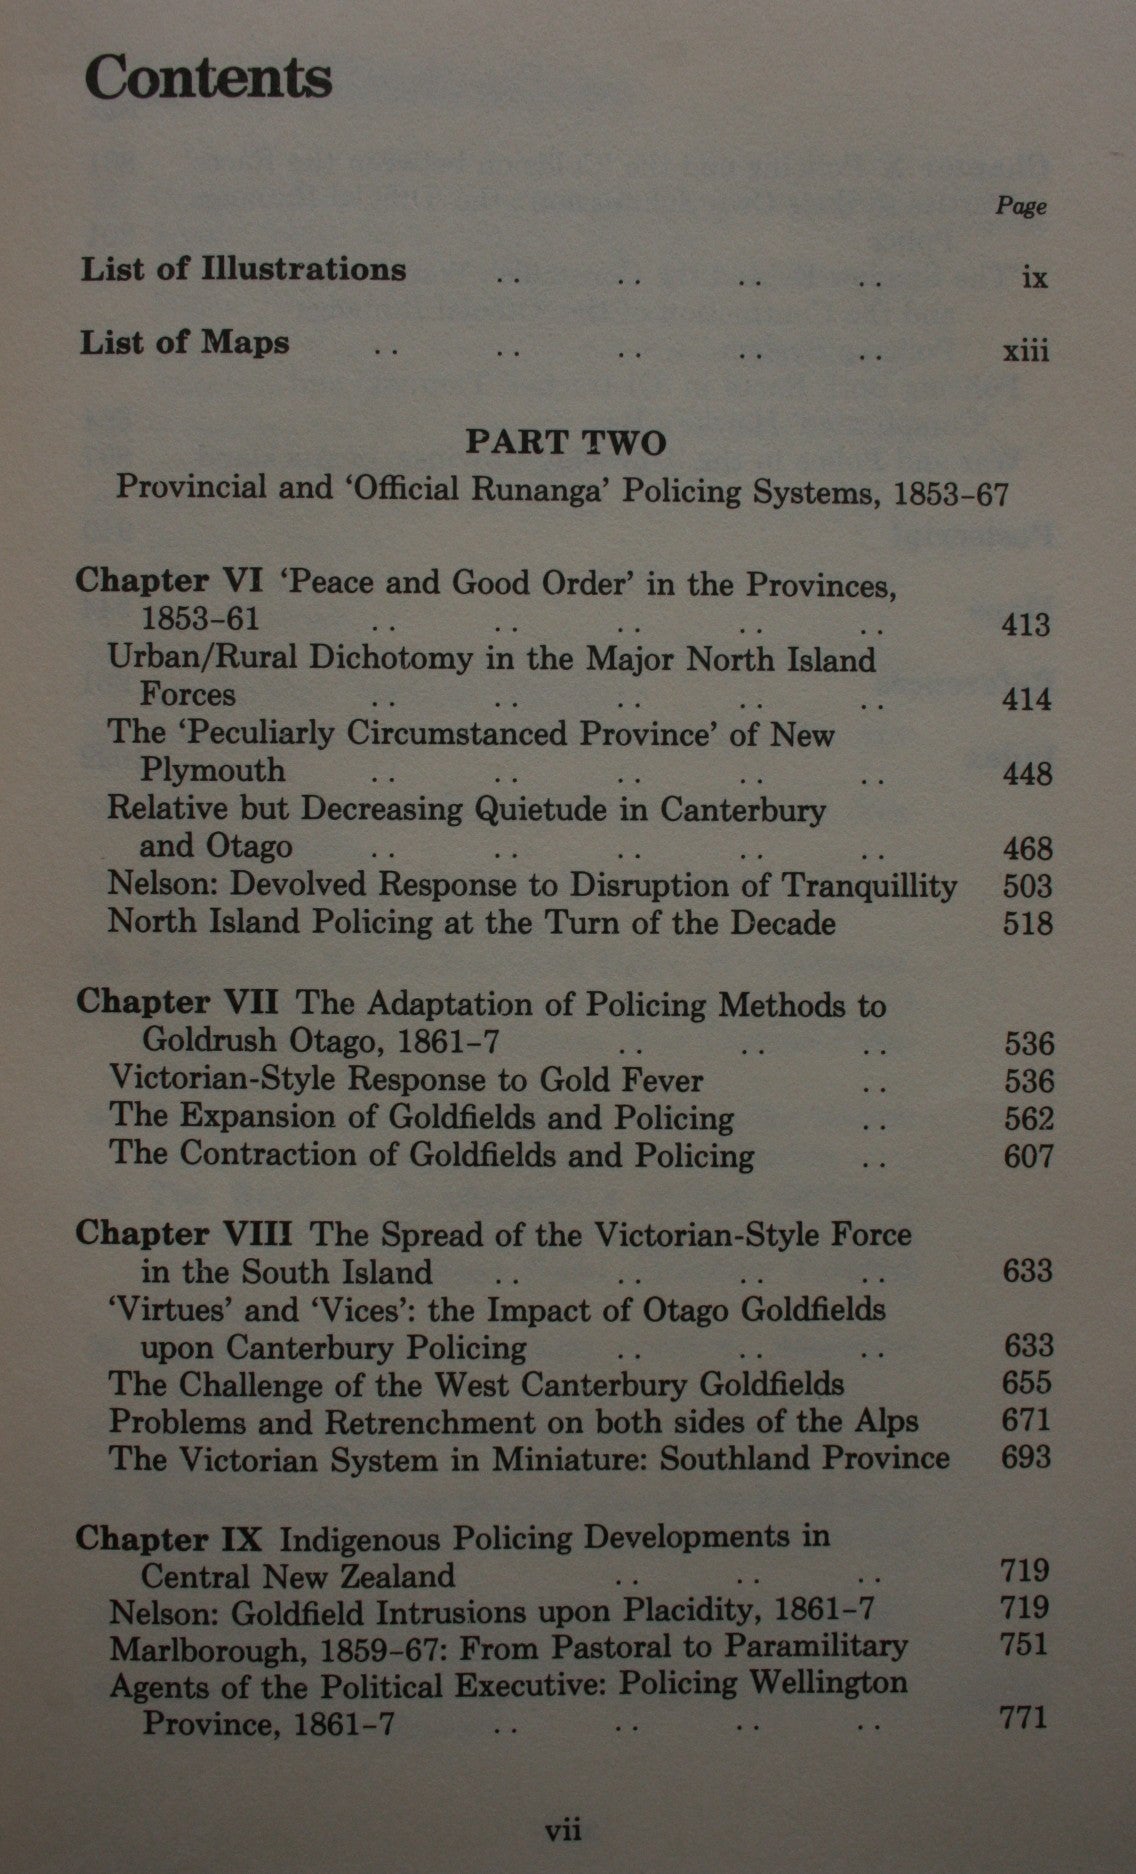 Contents
Page
List of Illustrations .. .. .. .. ix
List of Maps .. .. .. .. .. xiii
PART TWO
Provincial and ‘Official Runanga’ Policing Systems, 1853–67
Chapter VI ‘Peace and Good Order’ in the Provinces,
1853–61 .. .. .. .. .. 413
Urban/Rural Dichotomy in the Major North Island
Forces .. .. .. .. .. 414
The ‘Peculiarly Circumstanced Province’ of New
Plymouth .. .. .. .. .. 448
Relative but Decreasing Quietude in Canterbury
and Otago .. .. .. .. .. 468
Nelson: Devolved Response to Disruption of Tranquillity 503
North Island Policing at the Turn of the Decade 518
Chapter VII The Adaptation of Policing Methods to
Goldrush Otago, 1861–7 .. .. .. 536
Victorian-Style Response to Gold Fever .. 536
The Expansion of Goldfields and Policing .. 562
The Contraction of Goldfields and Policing .. 607
Chapter VIII The Spread of the Victorian-Style Force
in the South Island .. .. .. .. 633
‘Virtues’ and ‘Vices’: the Impact of Otago Goldfields
upon Canterbury Policing .. .. .. 633
The Challenge of the West Canterbury Goldfields 655
Problems and Retrenchment on both sides of the Alps 671
The Victorian System in Miniature: Southland Province 693
Chapter IX Indigenous Policing Developments in
Central New Zealand .. .. .. 719
Nelson: Goldfield Intrusions upon Placidity, 1861–7 719
Marlborough, 1859–67: From Pastoral to Paramilitary 751
Agents of the Political Executive: Policing Wellington
Province, 1861–7 .. .. .. .. 771
vii